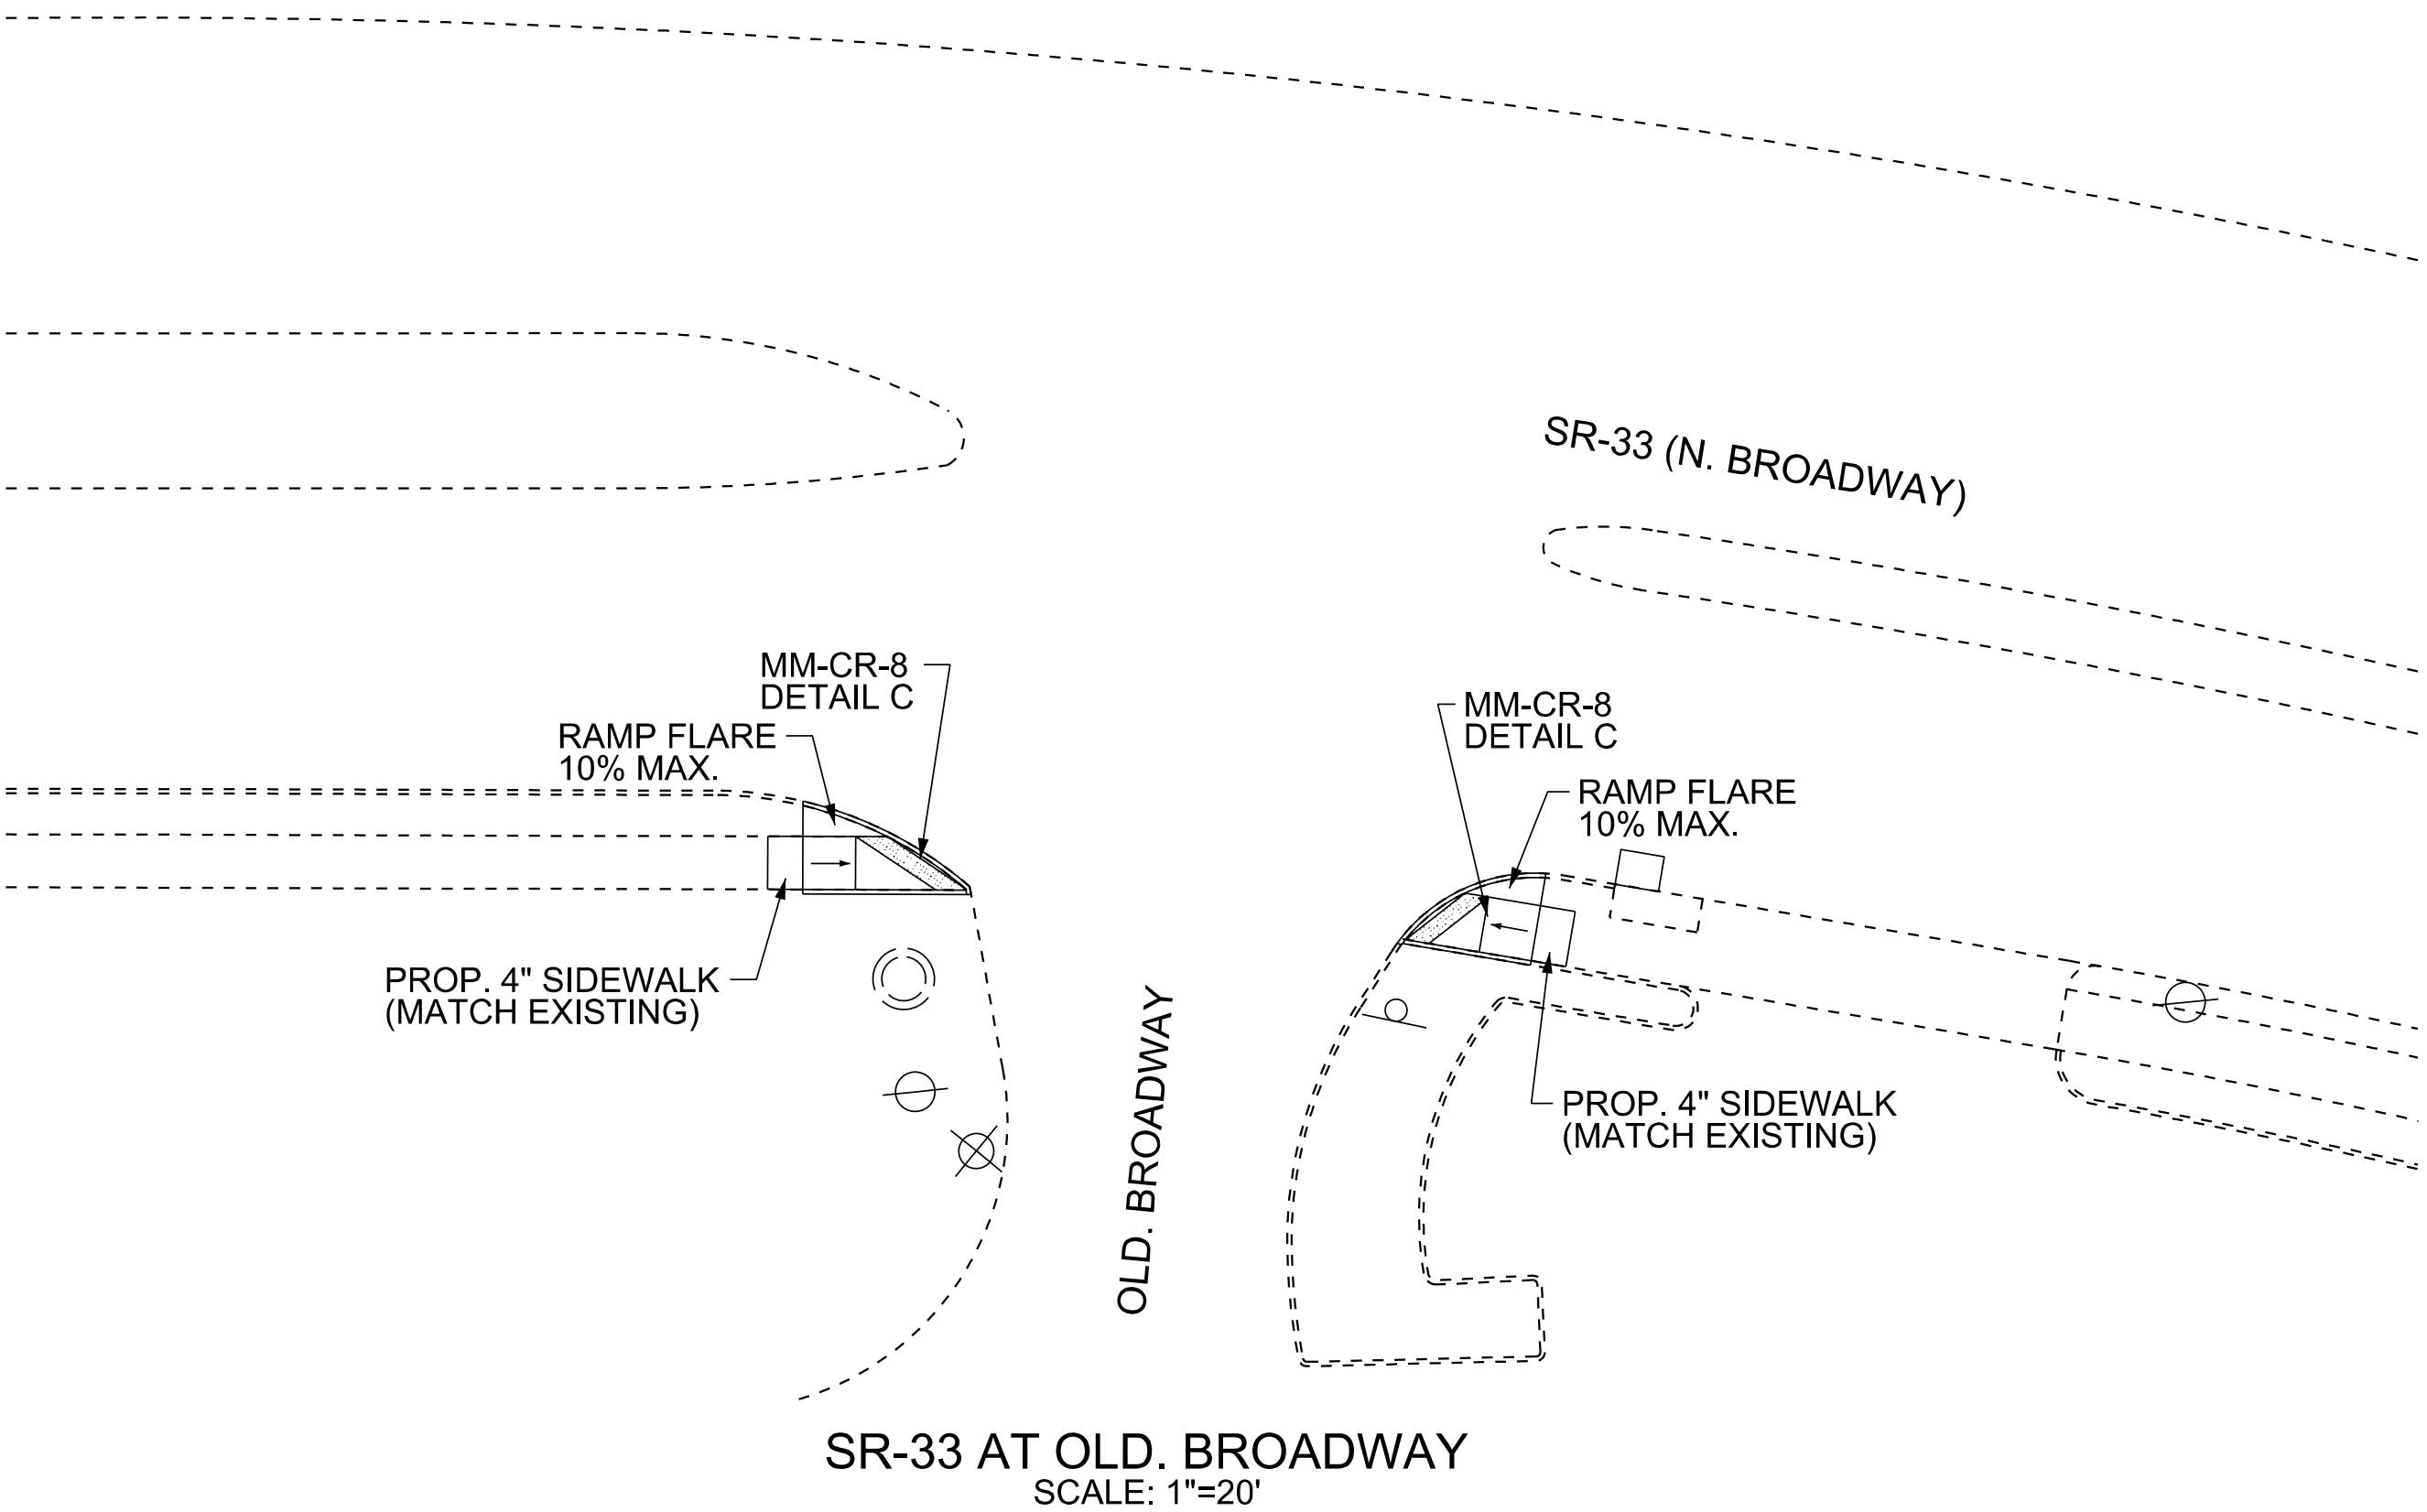 SR-33 (N. BROADWAY)
MM-CR-8
DETAIL C
RAMP FLARE
10% MAX.
MM-CR-8
DETAIL C
RAMP FLARE
10% MAX.
PROP. 4" SIDEWALK
(MATCH EXISTING)
OLD. BROADWAY
PROP. 4" SIDEWALK
(MATCH EXISTING)
SR-33 AT OLD. BROADWAY
SCALE: 1"=20'